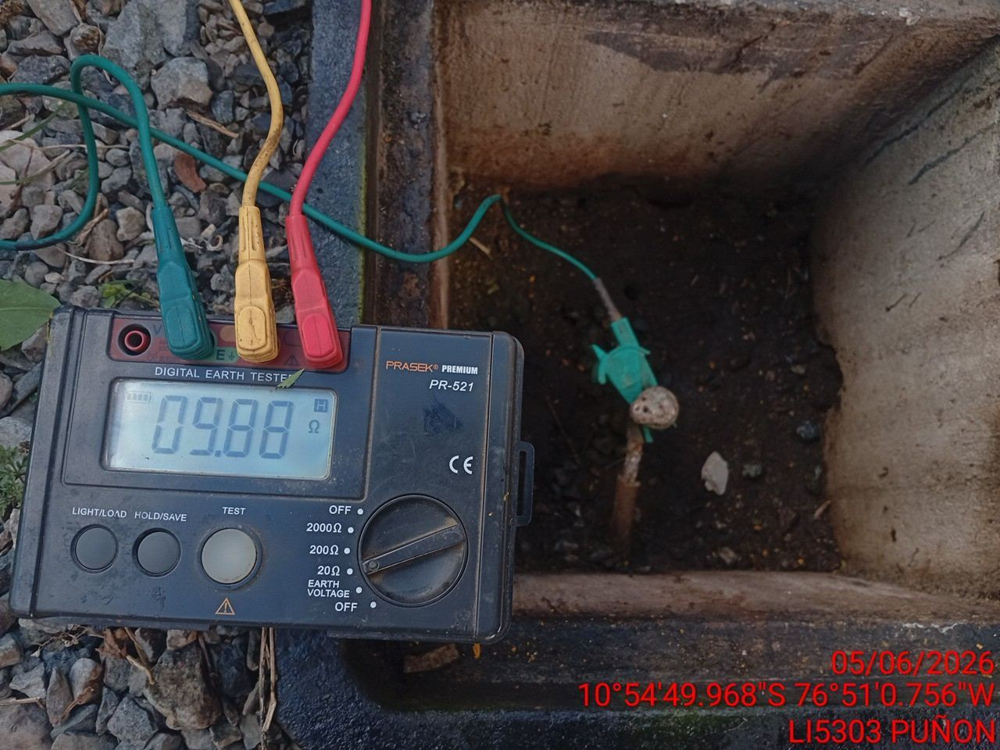 E
DIGITAL EARTH TESTER
PRASEK® PREMIUM
PR-521
09.88
H
Ω
CE
LIGHT/LOAD HOLD/SAVE TEST
OFF
2000Ω
200Ω
20Ω
EARTH
VOLTAGE
OFF
05/06/2026
10°54'49.968"S 76°51'0.756"W
LI5303 PUÑON